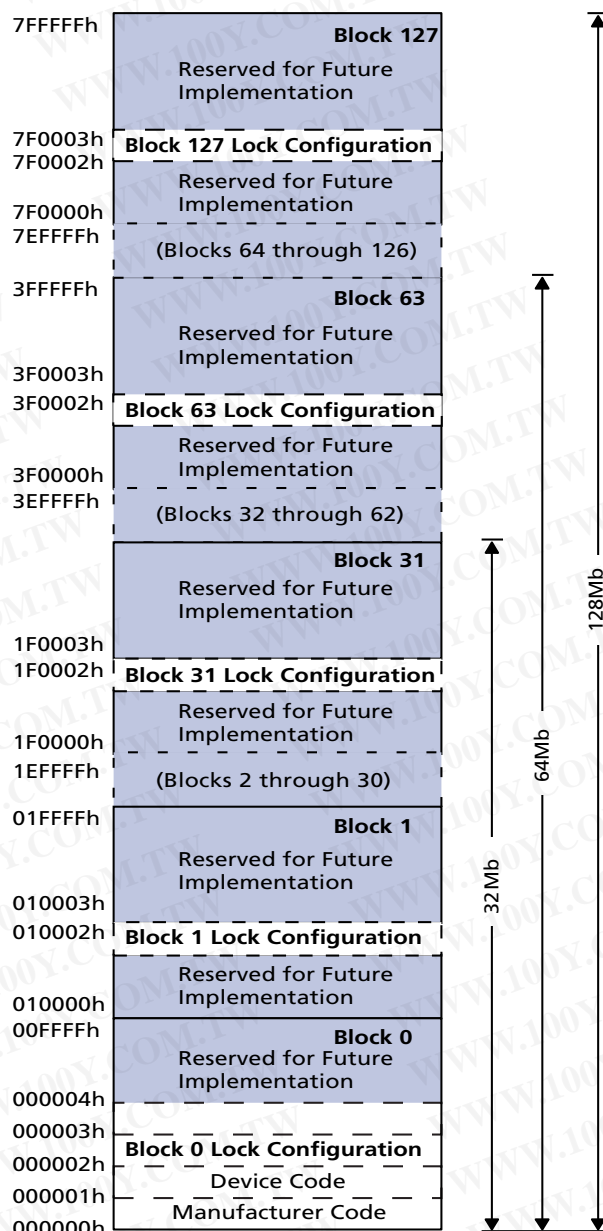 7FFFFFh
Block 127
Reserved for Future
Implementation
7F0003h
Block 127 Lock Configuration
7F0002h
Reserved for Future
Implementation
7F0000h
7EFFFFh
(Blocks 64 through 126)
3FFFFFh
Block 63
Reserved for Future
Implementation
3F0003h
3F0002h
Block 63 Lock Configuration
Reserved for Future
Implementation
3F0000h
3EFFFFh
(Blocks 32 through 62)
Block 31
Reserved for Future
Implementation
1F0003h
1F0002h
Block 31 Lock Configuration
Reserved for Future
Implementation
1F0000h
1EFFFFh
(Blocks 2 through 30)
01FFFFh
Block 1
Reserved for Future
Implementation
010003h
010002h
Block 1 Lock Configuration
Reserved for Future
Implementation
010000h
00FFFFh
Block 0
Reserved for Future
Implementation
000004h
000003h
Block 0 Lock Configuration
000002h
Device Code
000001h
Manufacturer Code
000000h
32Mb
64Mb
128Mb
WWW.100Y.COM.TW